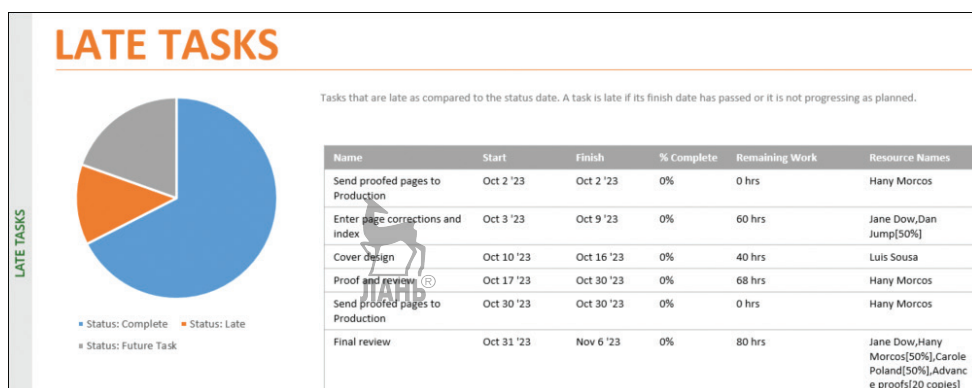 LATE TASKS
LATE TASKS
Tasks that are late as compared to the status date. A task is late if its finish date has passed or it is not progressing as planned.
Name Start Finish % Complete Remaining Work Resource Names
Send proofed pages to Oct 2 '23 Oct 2 '23 0% 0 hrs Hany Morcos
Production
Enter page corrections and Oct 3 '23 Oct 9 '23 0% 60 hrs Jane Dow,Dan
index Jump[50%]
Cover design Oct 10 '23 Oct 16 '23 0% 40 hrs Luis Sousa
Proof and review Oct 17 '23 Oct 30 '23 0% 68 hrs Hany Morcos
ЛАНЬ®
Send proofed pages to Oct 30 '23 Oct 30 '23 0% 0 hrs Hany Morcos
Production
Final review Oct 31 '23 Nov 6 '23 0% 80 hrs Jane Dow,Hany
Morcos[50%],Carole
Poland[50%],Advanc
e proofs[20 copies]
Status: Complete Status: Late
Status: Future Task